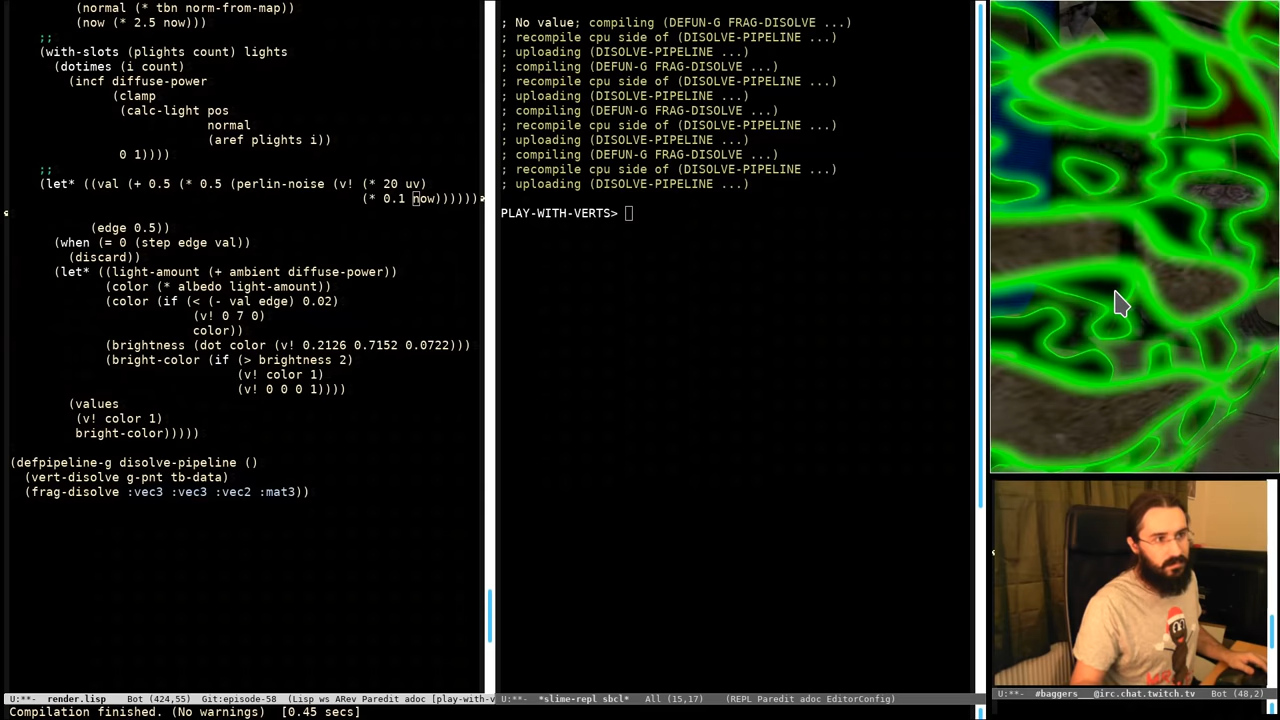 (normal (* tbn norm-from-map))
(now (* 2.5 now)))
;;
(with-slots (plights count) lights
(dotimes (i count)
(incf diffuse-power
(clamp
(calc-light pos
normal
(aref plights i))
0 1))))
;;
(let* ((val (+ 0.5 (* 0.5 (perlin-noise (v! (* 20 uv)
(* 0.1 now))))))
(edge 0.5))
(when (= 0 (step edge val))
(discard))
(let* ((light-amount (+ ambient diffuse-power))
(color (* albedo light-amount))
(color (if (< (- val edge) 0.02)
(v! 0 7 0)
color))
(brightness (dot color (v! 0.2126 0.7152 0.0722)))
(bright-color (if (> brightness 2)
(v! color 1)
(v! 0 0 0 1))))
(values
(v! color 1)
bright-color)))))
(defpipeline-g disolve-pipeline ()
(vert-disolve g-pnt tb-data)
(frag-disolve :vec3 :vec3 :vec2 :mat3))
U:**- render.lisp Bot (424,55) Git:episode-58 (Lisp ws ARev Paredit adoc [play-with-v
Compilation finished. (No warnings) [0.45 secs]
; No value; compiling (DEFUN-G FRAG-DISOLVE ...)
; recompile cpu side of (DISOLVE-PIPELINE ...)
; uploading (DISOLVE-PIPELINE ...)
; compiling (DEFUN-G FRAG-DISOLVE ...)
; recompile cpu side of (DISOLVE-PIPELINE ...)
; uploading (DISOLVE-PIPELINE ...)
; compiling (DEFUN-G FRAG-DISOLVE ...)
; recompile cpu side of (DISOLVE-PIPELINE ...)
; uploading (DISOLVE-PIPELINE ...)
; compiling (DEFUN-G FRAG-DISOLVE ...)
; recompile cpu side of (DISOLVE-PIPELINE ...)
; uploading (DISOLVE-PIPELINE ...)
PLAY-WITH-VERTS>
U:**- *slime-repl sbcl* All (15,17) (REPL Paredit adoc EditorConfig)
U:**- #baggers___@irc.chat.twitch.tv Bot (48,2)